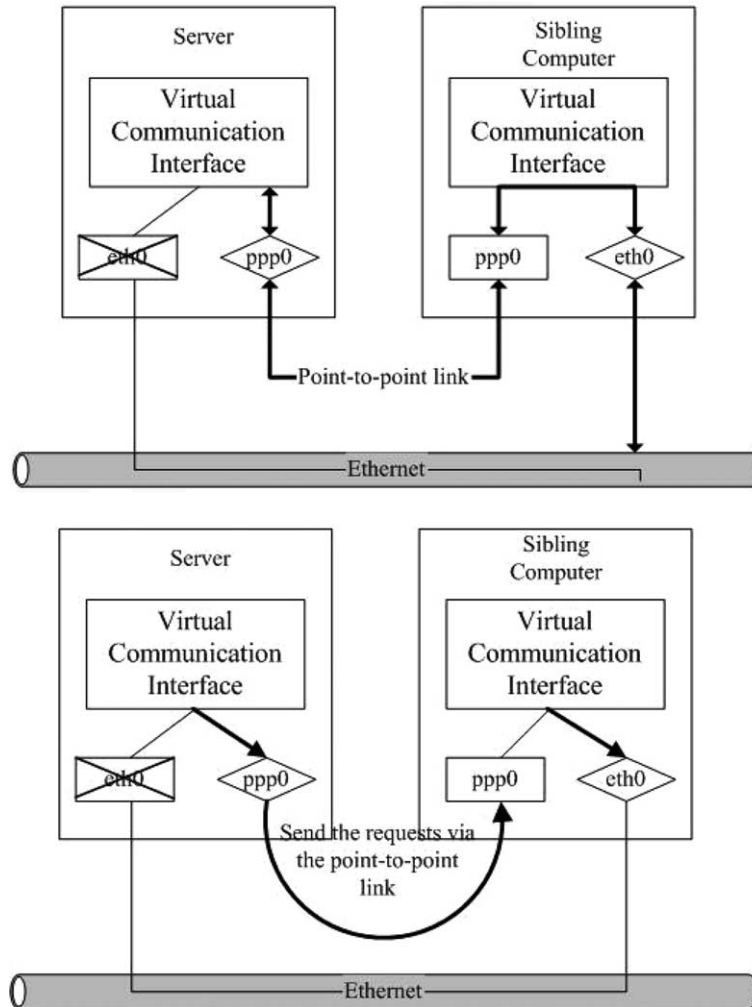 Server
Sibling
Computer
Virtual
Communication
Interface
Virtual
Communication
Interface
eth0
ppp0
ppp0
eth0
Point-to-point link
Ethernet
Server
Sibling
Computer
Virtual
Communication
Interface
Virtual
Communication
Interface
eth0
ppp0
ppp0
eth0
Send the requests via
the point-to-point
link
Ethernet